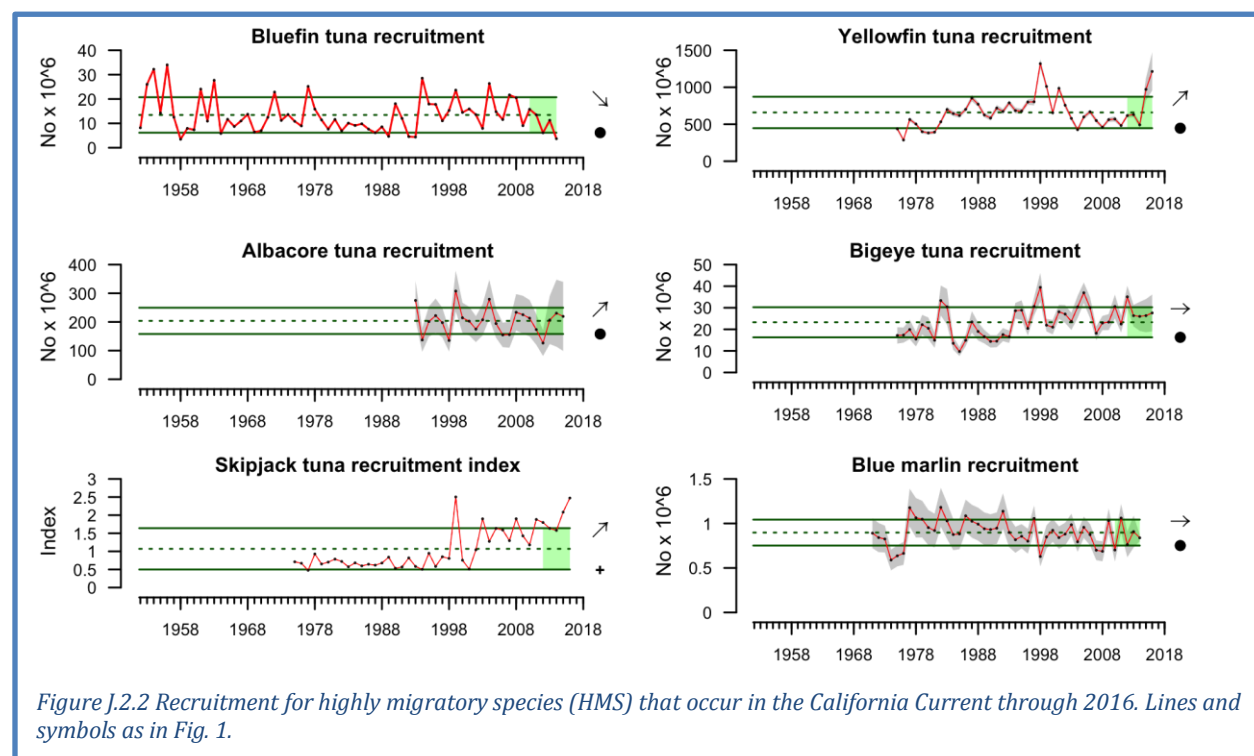 Bluefin tuna recruitment
No x 10^6
40
30
20
10
0
1958 1968 1978 1988 1998 2008 2018
Yellowfin tuna recruitment
No x 10^6
1500
1000
500
0
1958 1968 1978 1988 1998 2008 2018
Albacore tuna recruitment
No x 10^6
400
300
200
100
0
1958 1968 1978 1988 1998 2008 2018
Bigeye tuna recruitment
No x 10^6
50
40
30
20
10
0
1958 1968 1978 1988 1998 2008 2018
Skipjack tuna recruitment index
Index
3
2.5
2
1.5
1
0.5
0
+
1958 1968 1978 1988 1998 2008 2018
Blue marlin recruitment
No x 10^6
1.5
1
0.5
0
1958 1968 1978 1988 1998 2008 2018
Figure J.2.2 Recruitment for highly migratory species (HMS) that occur in the California Current through 2016. Lines and
symbols as in Fig. 1.